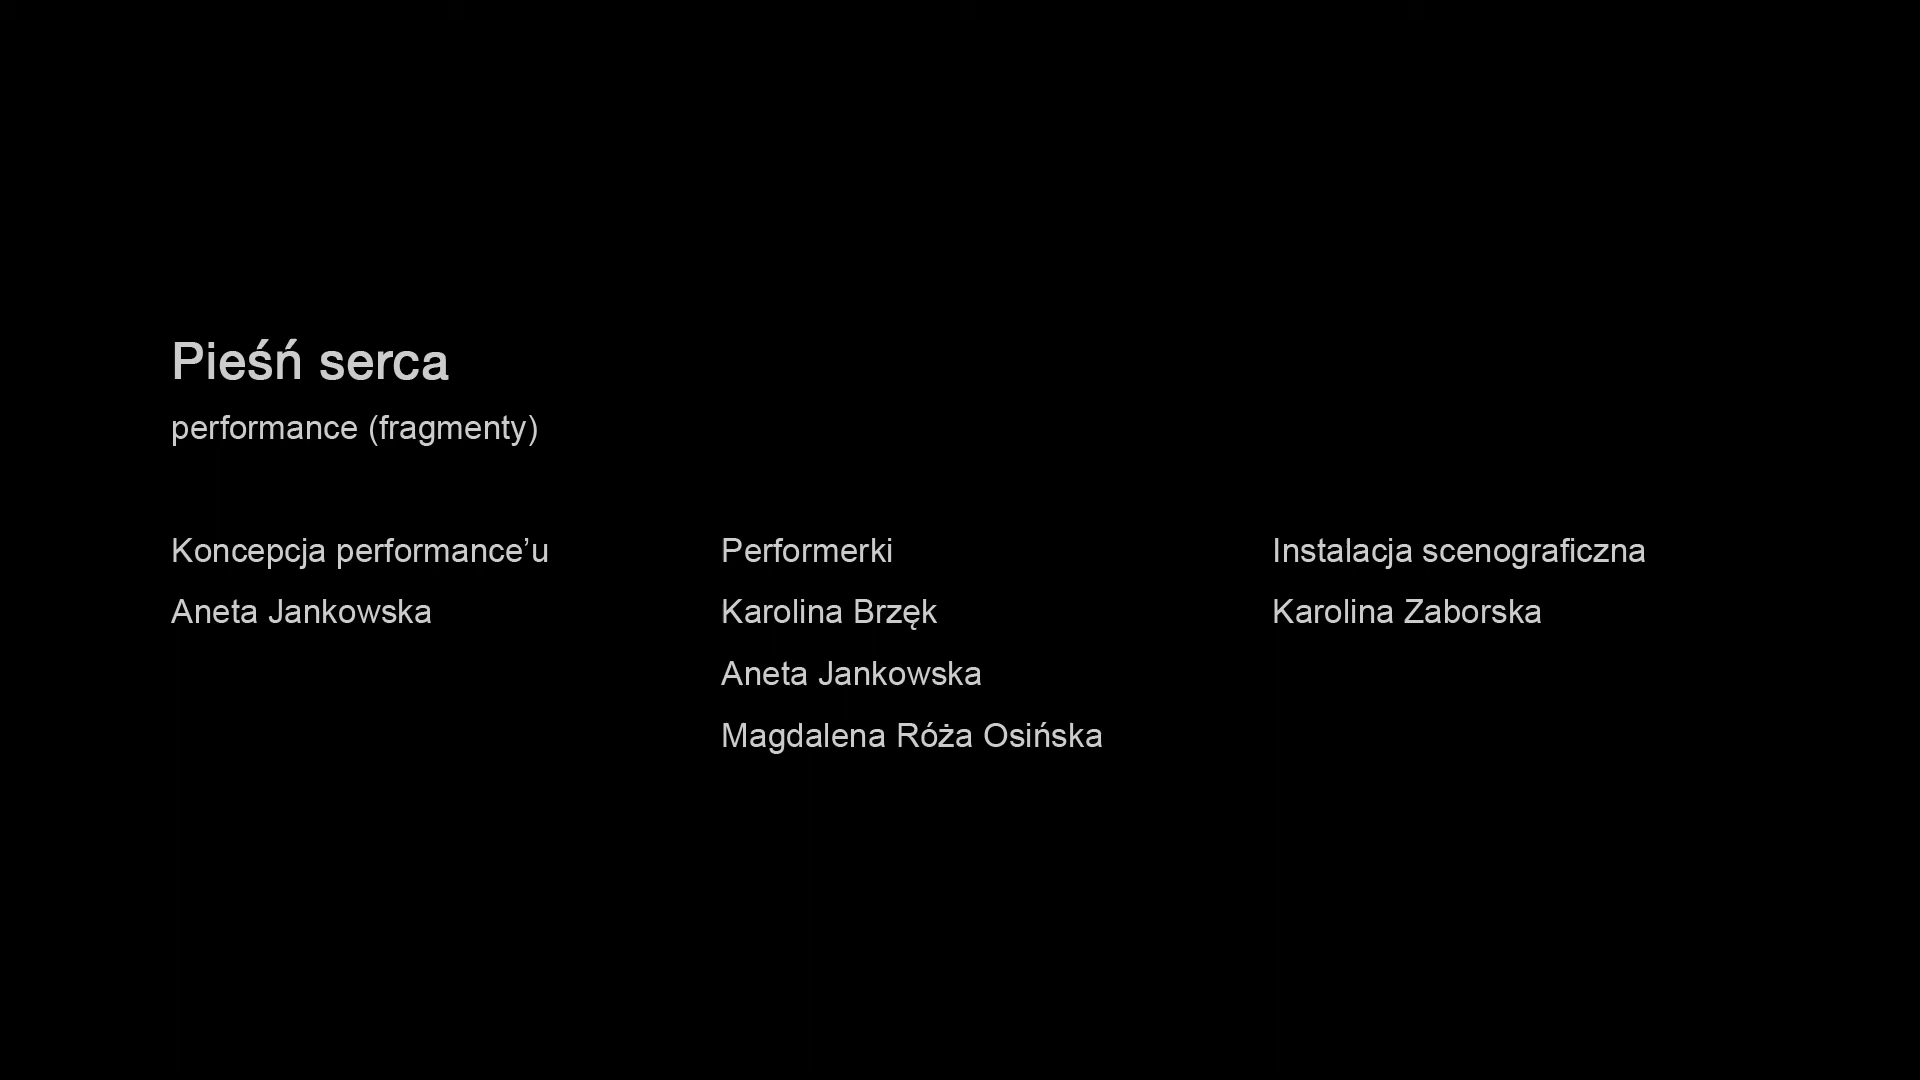 Pieśń serca
performance (fragmenty)
Koncepcja performance’u
Aneta Jankowska
Performerki
Karolina Brzęk
Aneta Jankowska
Magdalena Róża Osińska
Instalacja scenograficzna
Karolina Zaborska